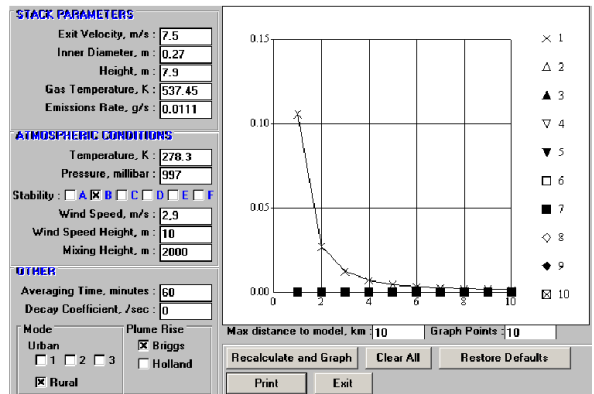 STACK PARAMETERS
Exit Velocity, m/s : 7.5
Inner Diameter, m : 0.27
Height, m : 7.9
Gas Temperature, K : 537.45
Emissions Rate, g/s : 0.0111
ATMOSPHERIC CONDITIONS
Temperature, K : 278.3
Pressure, millibar : 997
Stability : A B C D E F
Wind Speed, m/s : 2.9
Wind Speed Height, m : 10
Mixing Height, m : 2000
OTHER
Averaging Time, minutes : 60
Decay Coefficient, /sec : 0
Mode
Urban
1 2 3
Rural
Plume Rise
Briggs
Holland
0.15
0.10
0.05
0.00
0 2 4 6 8 10
1
2
3
4
5
6
7
8
9
10
Max distance to model, km : 10 Graph Points : 10
Recalculate and Graph Clear All Restore Defaults
Print Exit